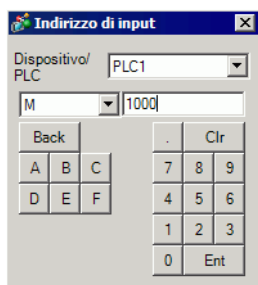 Indirizzo di input
Dispositivo/
PLC
PLC1
M 1000
Back . Clr
A B C 7 8 9
D E F 4 5 6
1 2 3
0 Ent